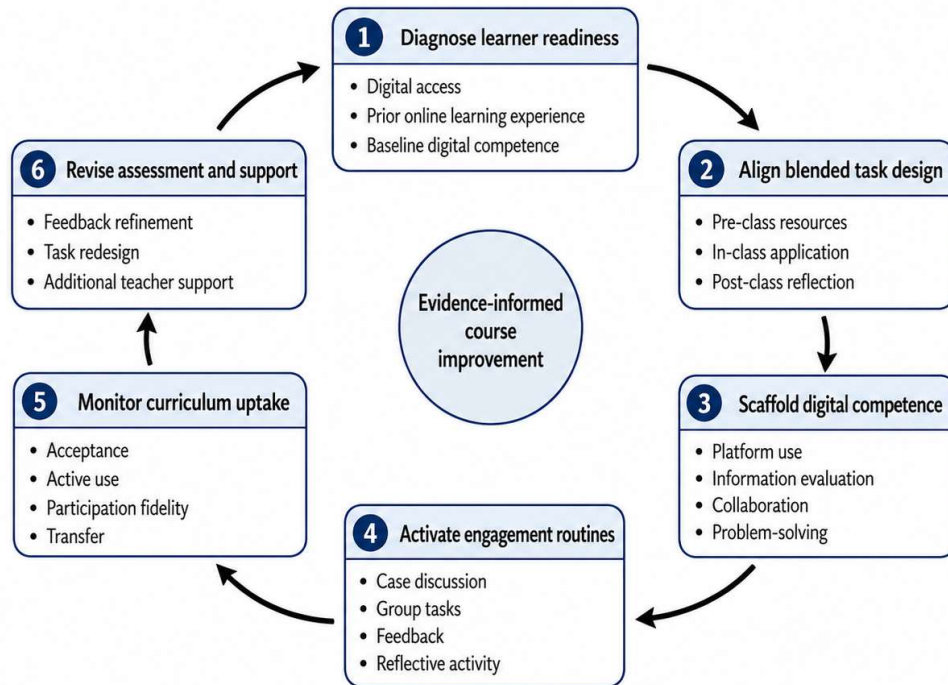 1 Diagnose learner readiness
• Digital access
• Prior online learning experience
• Baseline digital competence
2 Align blended task design
• Pre-class resources
• In-class application
• Post-class reflection
3 Scaffold digital competence
• Platform use
• Information evaluation
• Collaboration
• Problem-solving
4 Activate engagement routines
• Case discussion
• Group tasks
• Feedback
• Reflective activity
5 Monitor curriculum uptake
• Acceptance
• Active use
• Participation fidelity
• Transfer
6 Revise assessment and support
• Feedback refinement
• Task redesign
• Additional teacher support
Evidence-informed
course
improvement